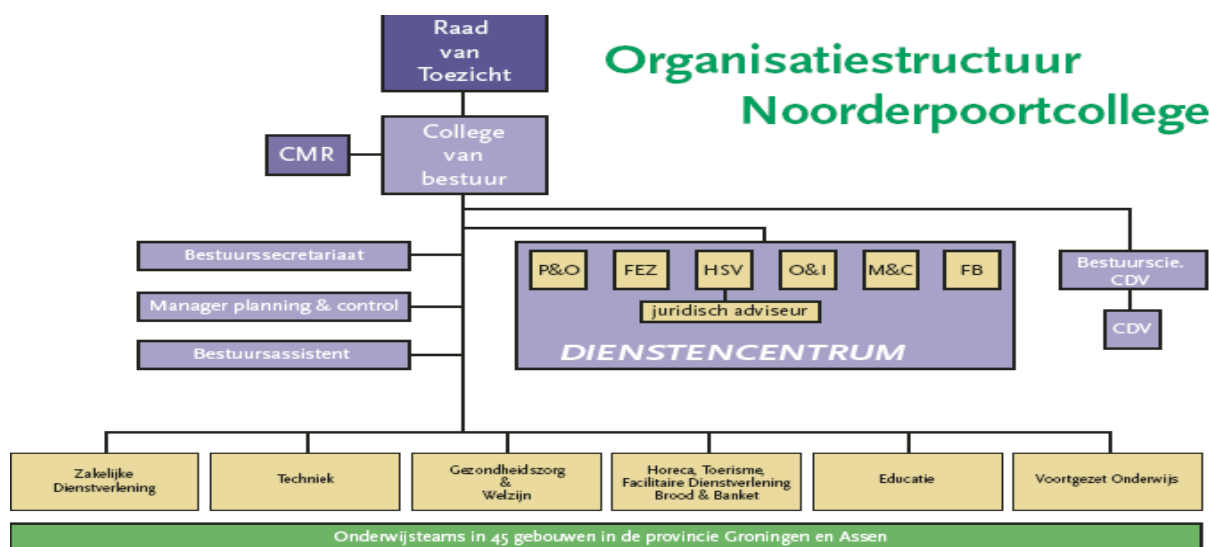 Raad
van
Toezicht
Organisatiestructuur
Noorderpoortcollege
College
van
bestuur
CMR
Bestuurssecretariaat
Manager planning & control
Bestuursassistent
P&O
FEZ
HSV
O&I
M&C
FB
juridisch adviseur
DIENSTENCENTRUM
Bestuurscie.
CDV
CDV
Zakelijke
Dienstverlening
Techniek
Gezondheidszorg
&
Welzijn
Horeca, Toerisme,
Facilitaire Dienstverlening
Brood & Banket
Educatie
Voortgezet Onderwijs
Onderwijsteams in 45 gebouwen in de provincie Groningen en Assen